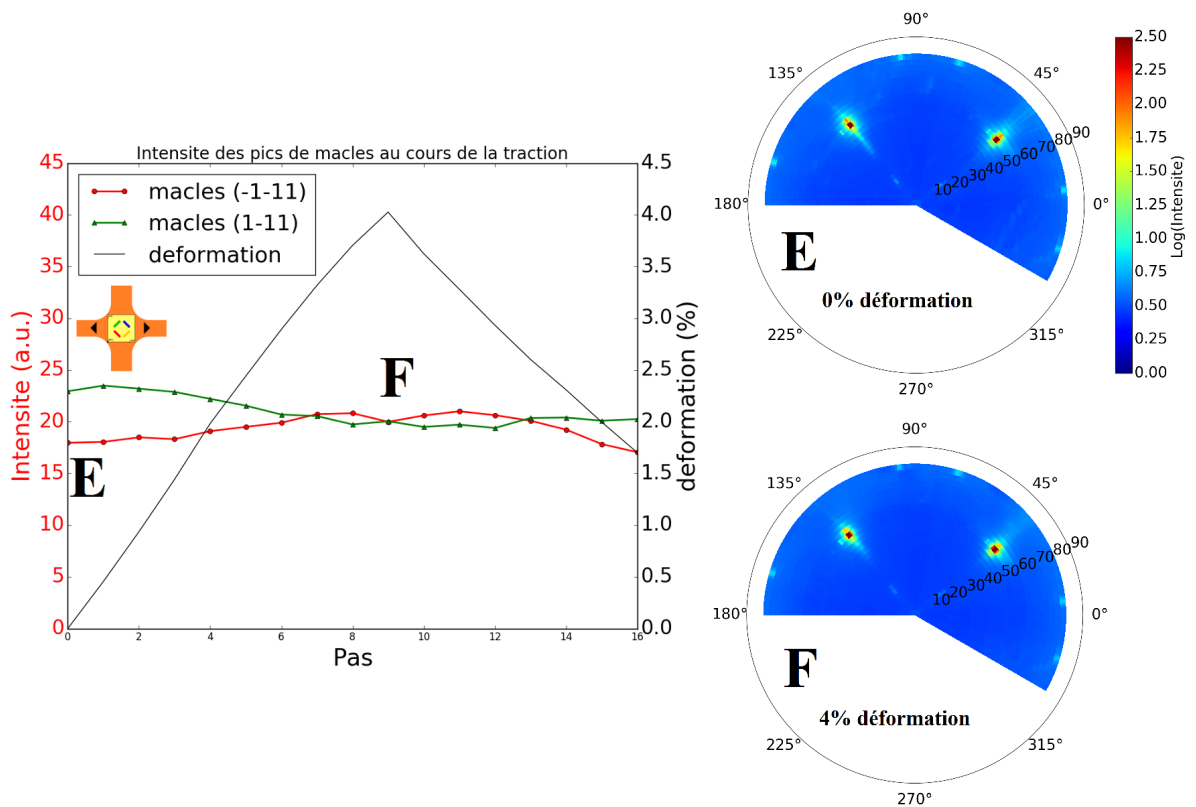 Intensite des pics de macles au cours de la traction
macles (-1-11)
macles (1-11)
deformation
Intensite (a.u.)
45
40
35
30
25
20
15
10
5
0
deformation (%)
4.5
4.0
3.5
3.0
2.5
2.0
1.5
1.0
0.5
0.0
0 2 4 6 8 10 12 14 16
Pas
E
F
90°
135° 45°
180° 0°
225° 315°
270°
10 20 30 40 50 60 70 80 90
E
0% déformation
2.50
2.25
2.00
1.75
1.50
1.25
1.00
0.75
0.50
0.25
0.00
Log(Intensite)
90°
135° 45°
180° 0°
225° 315°
270°
10 20 30 40 50 60 70 80 90
F
4% déformation